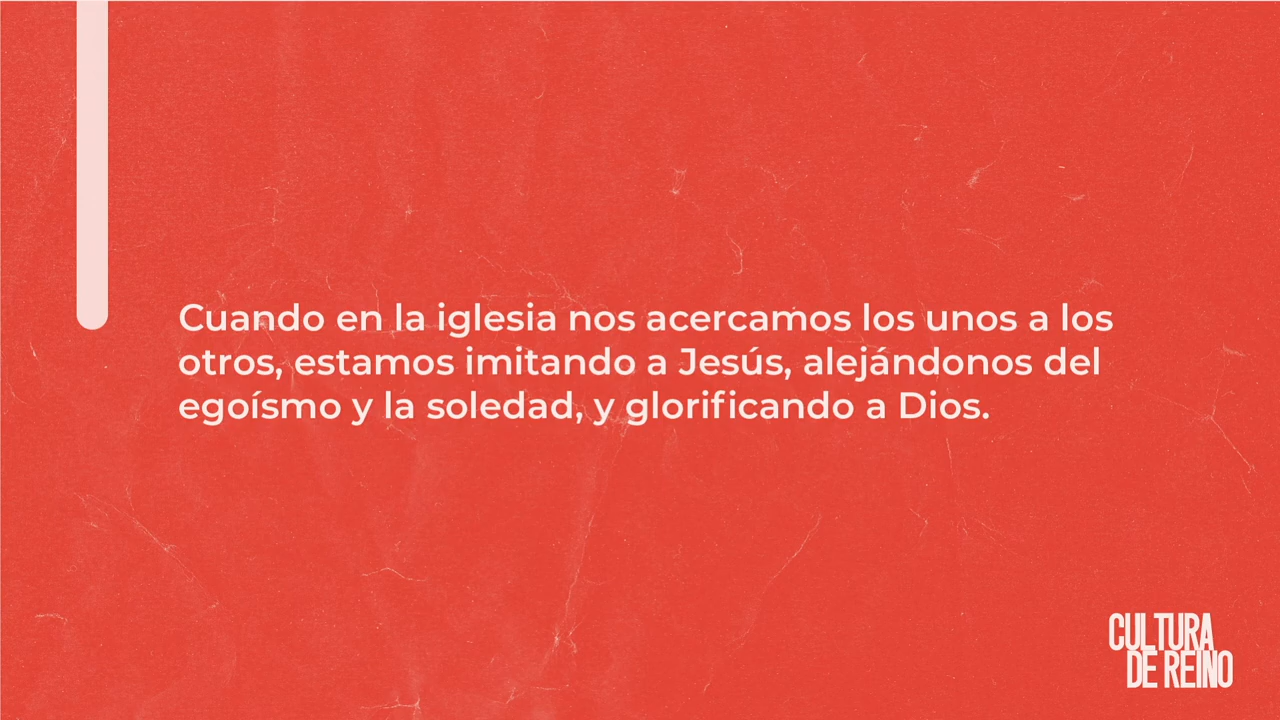 Cuando en la iglesia nos acercamos los unos a los
otros, estamos imitando a Jesús, alejándonos del
egoísmo y la soledad, y glorificando a Dios.
CULTURA
DE REINO